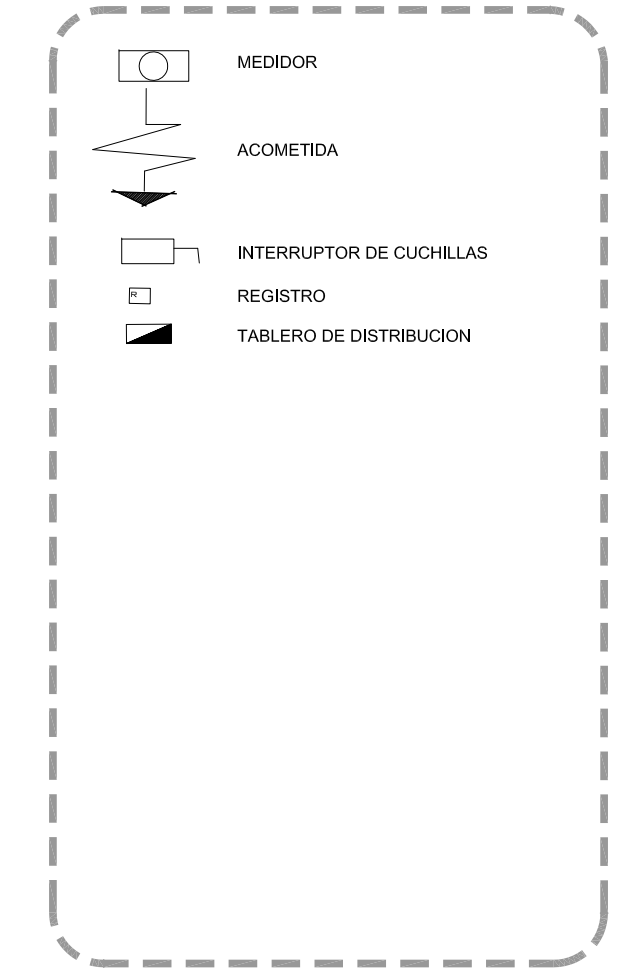 MEDIDOR
ACOMETIDA
INTERRUPTOR DE CUCHILLAS
R REGISTRO
TABLERO DE DISTRIBUCION